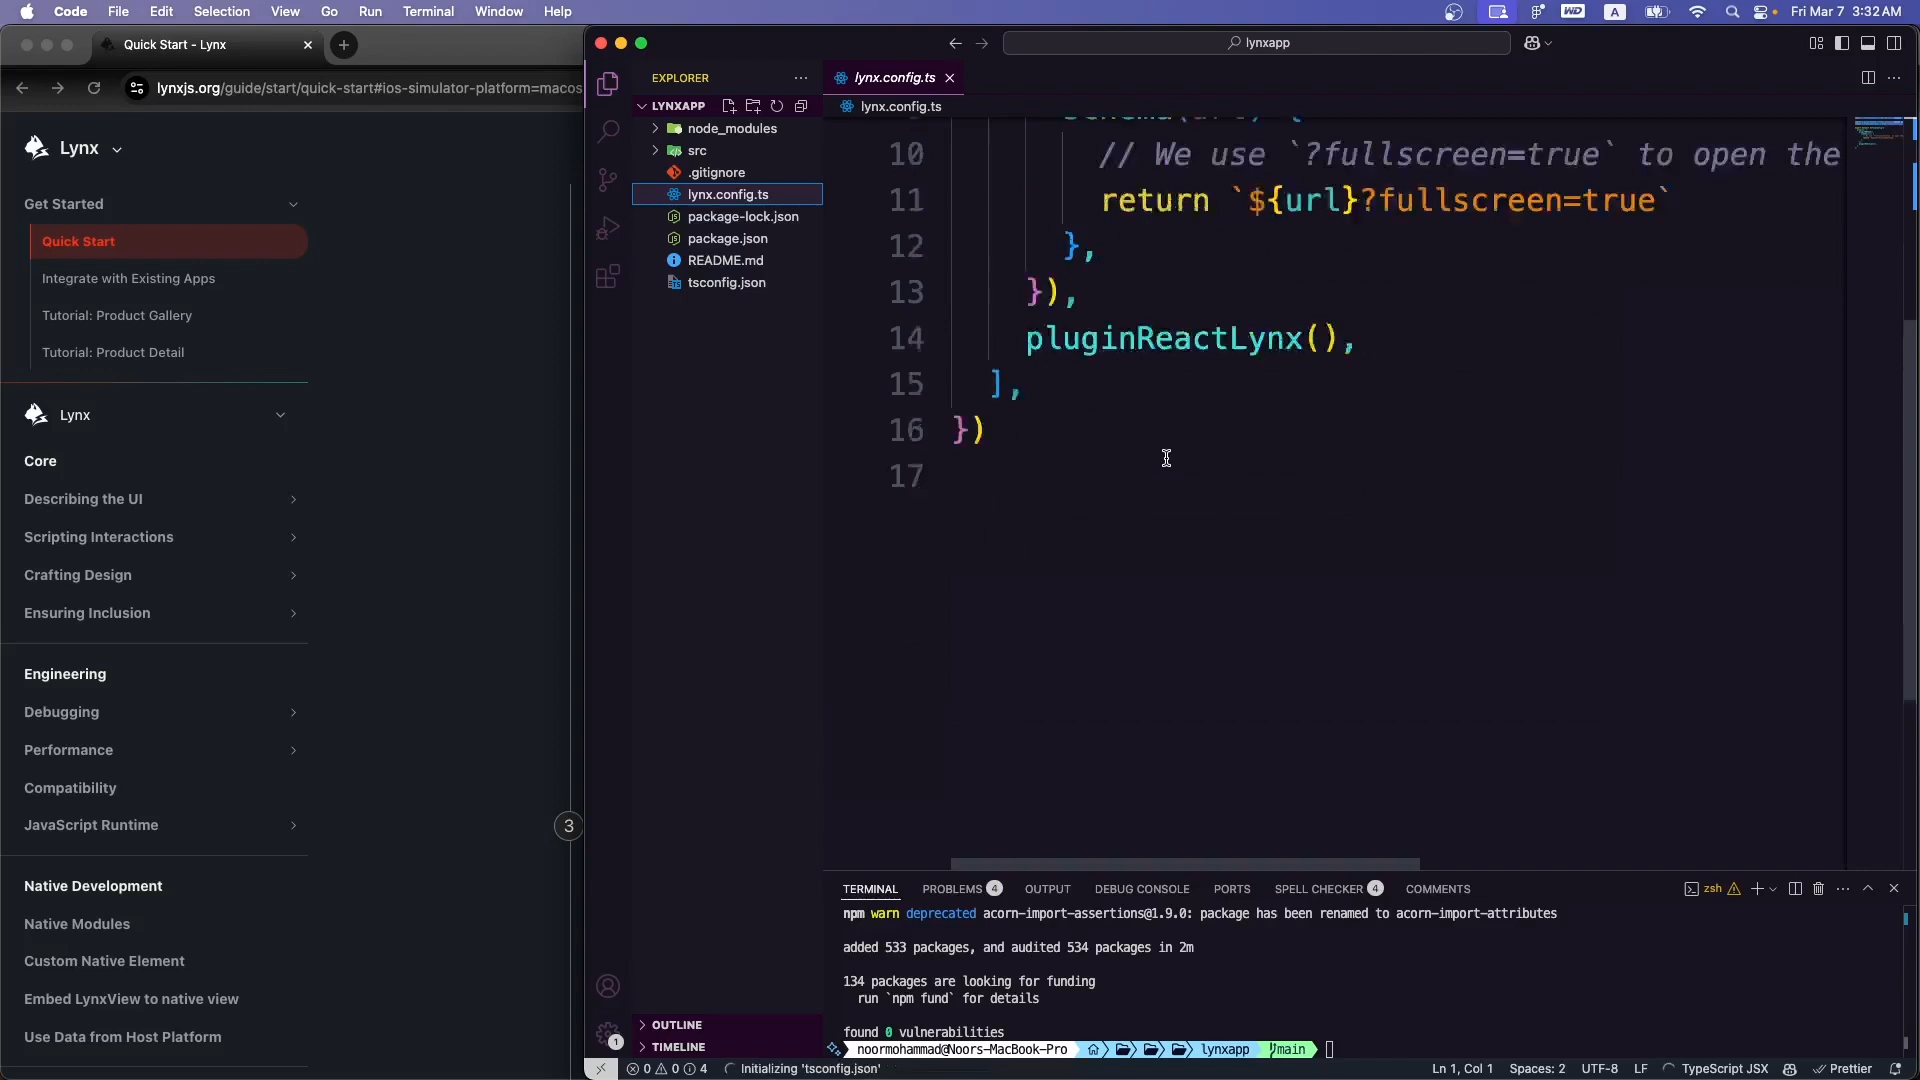 Code File Edit Selection View Go Run Terminal Window Help
WD A Fri Mar 7 3:32 AM
Quick Start - Lynx
lynxjs.org/guide/start/quick-start#ios-simulator-platform=macos
Lynx
Get Started
Quick Start
Integrate with Existing Apps
Tutorial: Product Gallery
Tutorial: Product Detail
Lynx
Core
Describing the UI
Scripting Interactions
Crafting Design
Ensuring Inclusion
Engineering
Debugging
Performance
Compatibility
JavaScript Runtime
Native Development
Native Modules
Custom Native Element
Embed LynxView to native view
Use Data from Host Platform
3
lynxapp
EXPLORER
LYNXAPP
node_modules
src
.gitignore
lynx.config.ts
package-lock.json
package.json
README.md
tsconfig.json
OUTLINE
TIMELINE
1
lynx.config.ts
lynx.config.ts
10 // We use `?fullscreen=true` to open the
11 return `${url}?fullscreen=true`
12 },
13 }),
14 pluginReactLynx(),
15 ],
16 })
17
TERMINAL PROBLEMS 4 OUTPUT DEBUG CONSOLE PORTS SPELL CHECKER 4 COMMENTS
zsh
npm warn deprecated acorn-import-assertions@1.9.0: package has been renamed to acorn-import-attributes
added 533 packages, and audited 534 packages in 2m
134 packages are looking for funding
run `npm fund` for details
found 0 vulnerabilities
noormohammad@Noors-MacBook-Pro lynxapp main
0 0 4 Initializing 'tsconfig.json'
Ln 1, Col 1 Spaces: 2 UTF-8 LF TypeScript JSX Prettier